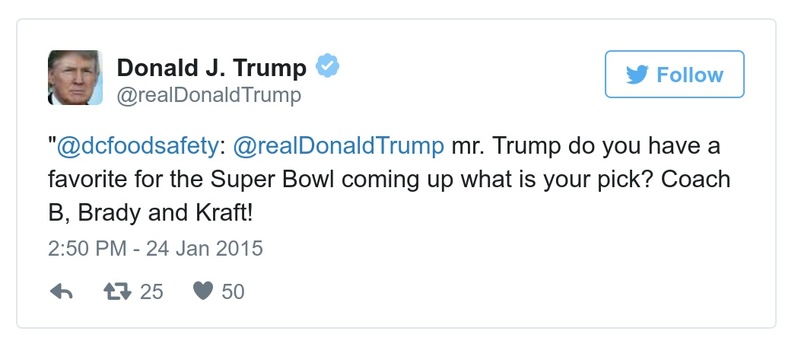 Donald J. Trump
@realDonaldTrump
Follow
"@dcfoodsafety: @realDonaldTrump mr. Trump do you have a
favorite for the Super Bowl coming up what is your pick? Coach
B, Brady and Kraft!
2:50 PM - 24 Jan 2015
25 50